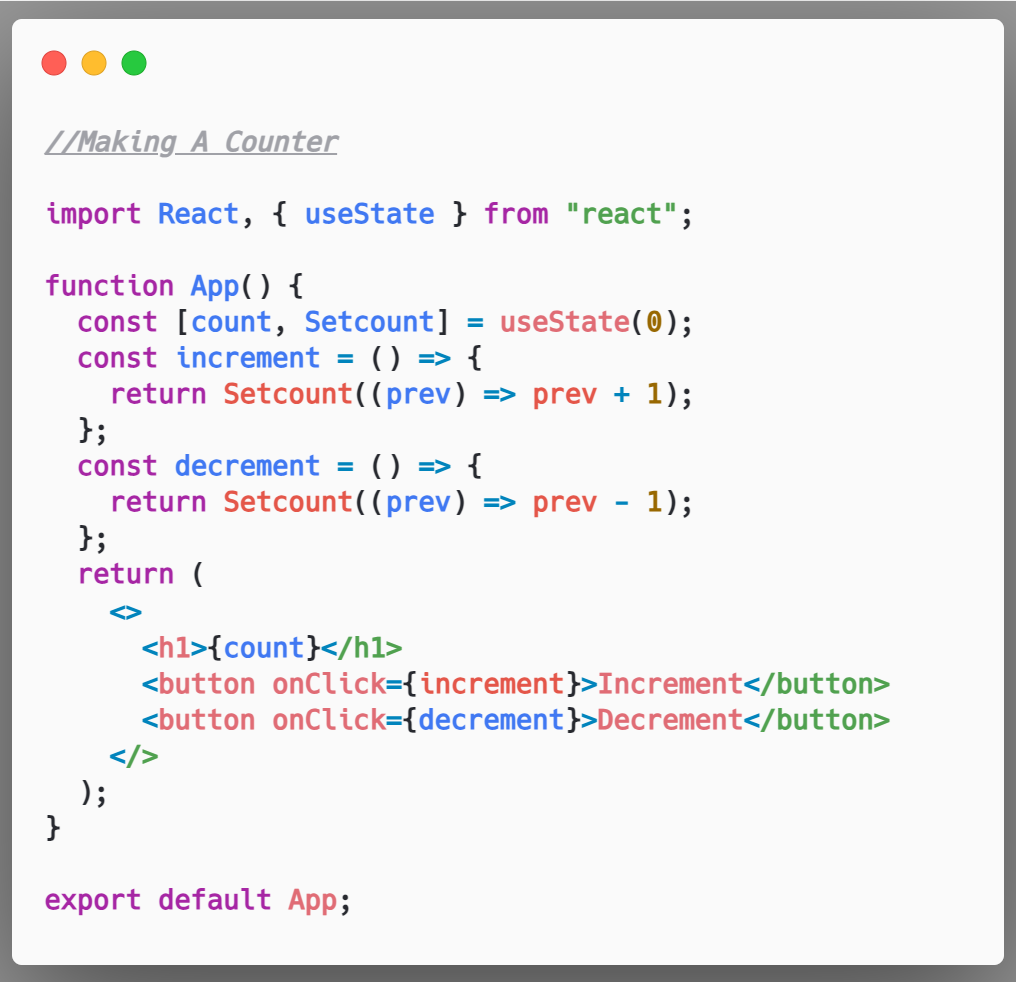 //Making A Counter
import React, { useState } from "react";
function App() {
  const [count, Setcount] = useState(0);
  const increment = () => {
    return Setcount((prev) => prev + 1);
  };
  const decrement = () => {
    return Setcount((prev) => prev - 1);
  };
  return (
    <>
      <h1>{count}</h1>
      <button onClick={increment}>Increment</button>
      <button onClick={decrement}>Decrement</button>
    </>
  );
}
export default App;